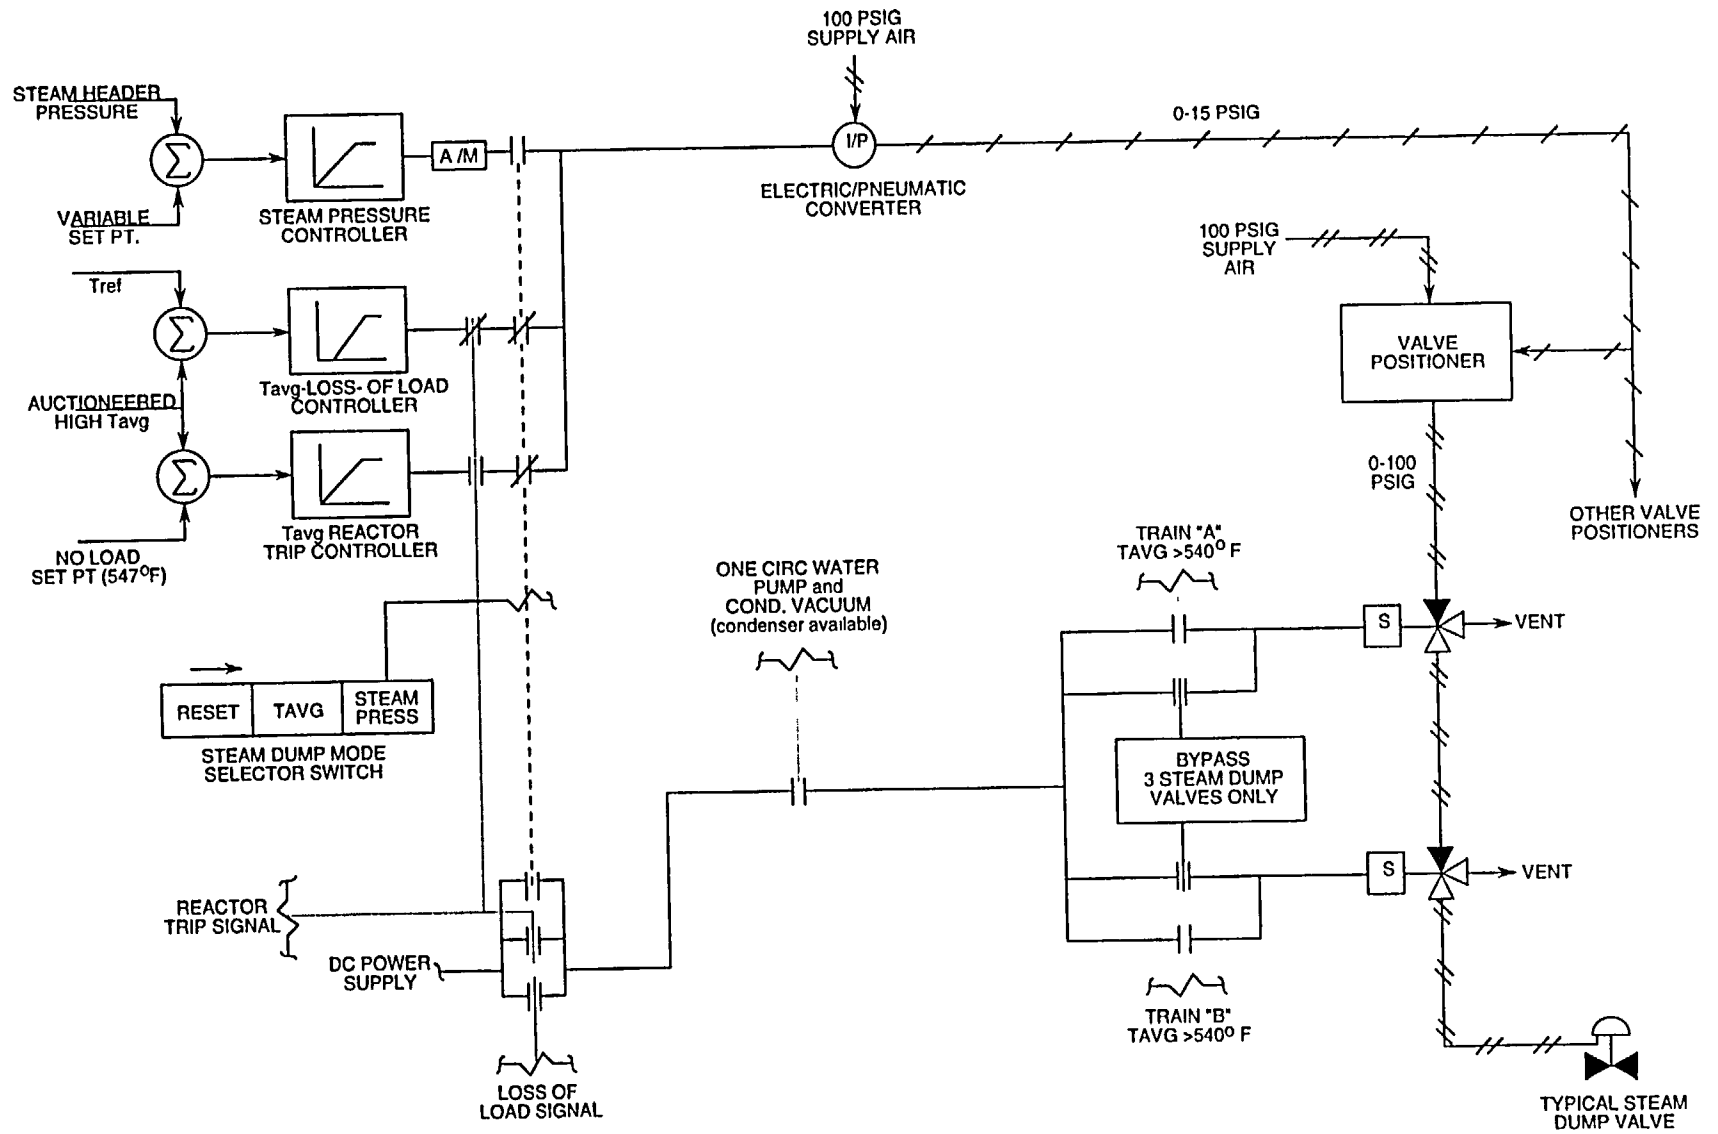 100 PSIG
SUPPLY AIR
STEAM HEADER
PRESSURE
Σ
A/M
I/P
0-15 PSIG
ELECTRIC/PNEUMATIC
CONVERTER
VARIABLE
SET PT.
STEAM PRESSURE
CONTROLLER
100 PSIG
SUPPLY
AIR
Tref
Σ
VALVE
POSITIONER
Tavg-LOSS- OF LOAD
CONTROLLER
AUCTIONEERED
HIGH Tavg
Σ
0-100
PSIG
OTHER VALVE
POSITIONERS
Tavg REACTOR
TRIP CONTROLLER
NO LOAD
SET PT (547ºF)
TRAIN "A"
TAVG >540º F
ONE CIRC WATER
PUMP and
COND. VACUUM
(condenser available)
S
VENT
RESET
TAVG
STEAM
PRESS
STEAM DUMP MODE
SELECTOR SWITCH
BYPASS
3 STEAM DUMP
VALVES ONLY
S
VENT
REACTOR
TRIP SIGNAL
DC POWER
SUPPLY
TRAIN "B"
TAVG >540º F
LOSS OF
LOAD SIGNAL
TYPICAL STEAM
DUMP VALVE